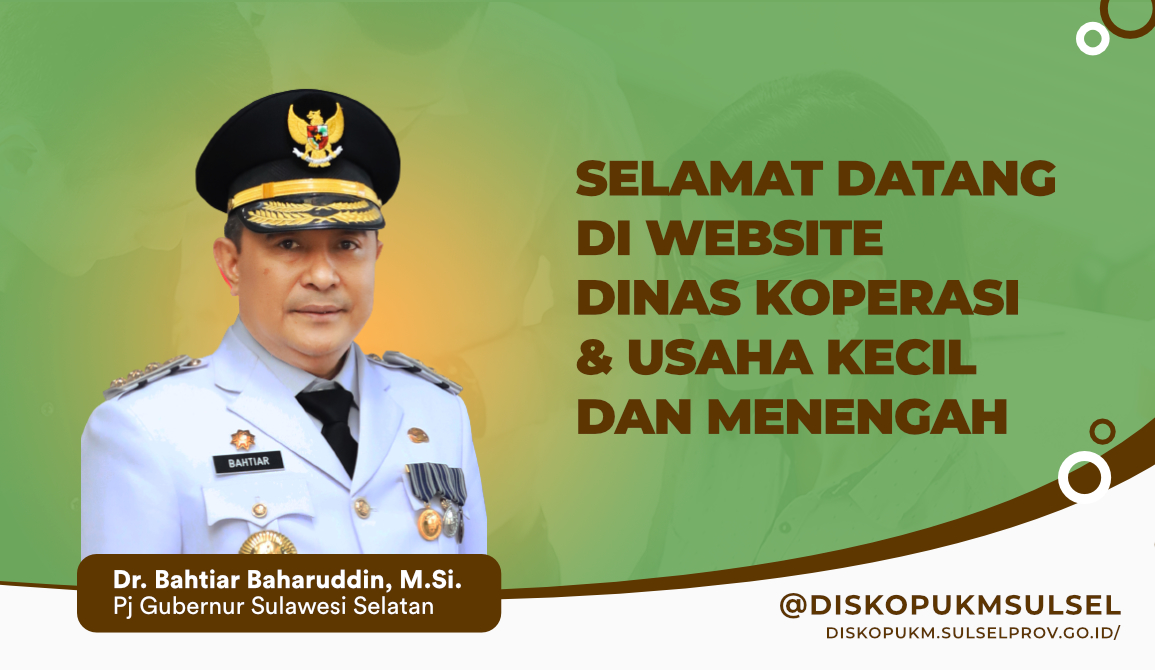 SELAMAT DATANG
DI WEBSITE
DINAS KOPERASI
& USAHA KECIL
DAN MENENGAH
BAHTIAR
Dr. Bahtiar Baharuddin, M.Si.
Pj Gubernur Sulawesi Selatan
@DISKOPUKMSULSEL
DISKOPUKM.SULSELPROV.GO.ID/